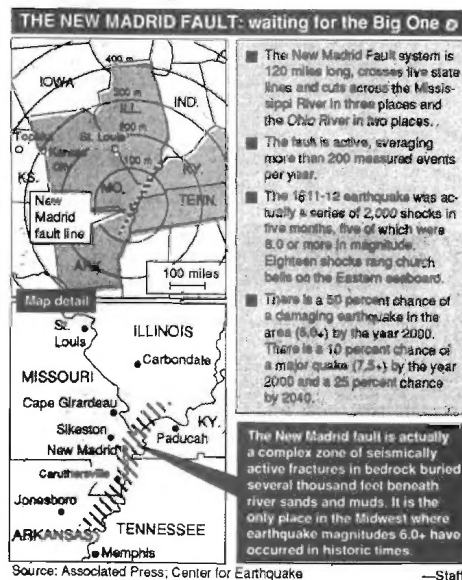 THE NEW MADRID FAULT: waiting for the Big One
400 m
300 m
200 m
100 m
IOWA
ILL.
IND.
Topeka
Kansas City
St. Louis
KS.
MO.
KY.
TENN.
New
Madrid
fault line
ARK.
100 miles
Map detail
St.
Louis
ILLINOIS
Carbondale
MISSOURI
Cape Girardeau
KY.
Sikeston
Paducah
New Madrid
Caruthersville
Jonesboro
ARKANSAS
TENNESSEE
Memphis
The New Madrid Fault system is
120 miles long, crosses five state
lines and cuts across the Missis-
sippi River in three places and
the Ohio River in two places.
The fault is active, averaging
more than 200 measured events
per year.
The 1811-12 earthquake was ac-
tually a series of 2,000 shocks in
five months, five of which were
8.0 or more in magnitude.
Eighteen shocks rang church
bells on the Eastern seaboard.
There is a 50 percent chance of
a damaging earthquake in the
area (6.0+) by the year 2000.
There is a 10 percent chance of
a major quake (7.5+) by the year
2000 and a 25 percent chance
by 2040.
The New Madrid fault is actually
a complex zone of seismically
active fractures in bedrock buried
several thousand feet beneath
river sands and muds. It is the
only place in the Midwest where
earthquake magnitudes 6.0+ have
occurred in historic times.
Source: Associated Press; Center for Earthquake
—Staff